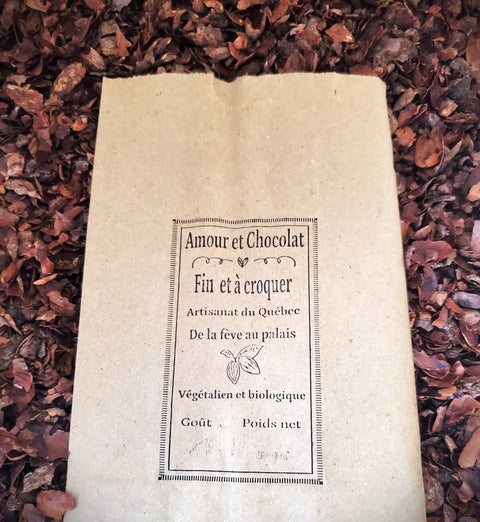 Amour et Chocolat
Fin et à croquer
Artisanat du Québec
De la fêve au palais
Végétalien et biologique
Goût . Poids net